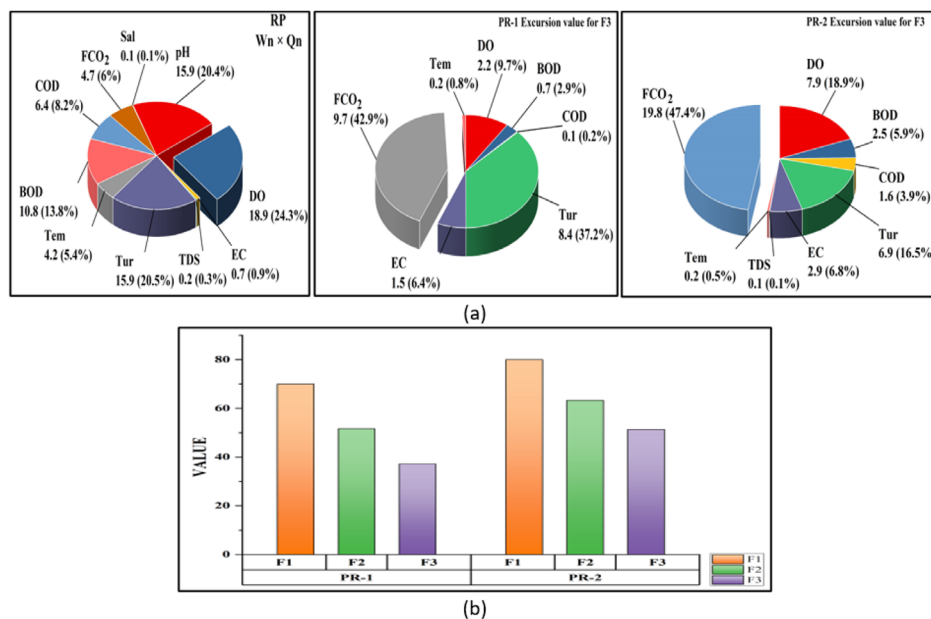 (a)
RP
Wn × Qn
Sal
0.1 (0.1%)
pH
15.9 (20.4%)
FCO₂
4.7 (6%)
COD
6.4 (8.2%)
BOD
10.8 (13.8%)
DO
18.9 (24.3%)
Tem
4.2 (5.4%)
Tur
15.9 (20.5%)
TDS
0.2 (0.3%)
EC
0.7 (0.9%)
PR-1 Excursion value for F3
Tem
0.2 (0.8%)
DO
2.2 (9.7%)
BOD
0.7 (2.9%)
COD
0.1 (0.2%)
FCO₂
9.7 (42.9%)
Tur
8.4 (37.2%)
EC
1.5 (6.4%)
PR-2 Excursion value for F3
FCO₂
19.8 (47.4%)
DO
7.9 (18.9%)
BOD
2.5 (5.9%)
COD
1.6 (3.9%)
Tur
6.9 (16.5%)
Tem
0.2 (0.5%)
TDS
0.1 (0.1%)
EC
2.9 (6.8%)
(a)
VALUE
80
60
40
20
0
F1 F2 F3 F1 F2 F3
PR-1 PR-2
F1
F2
F3
(b)